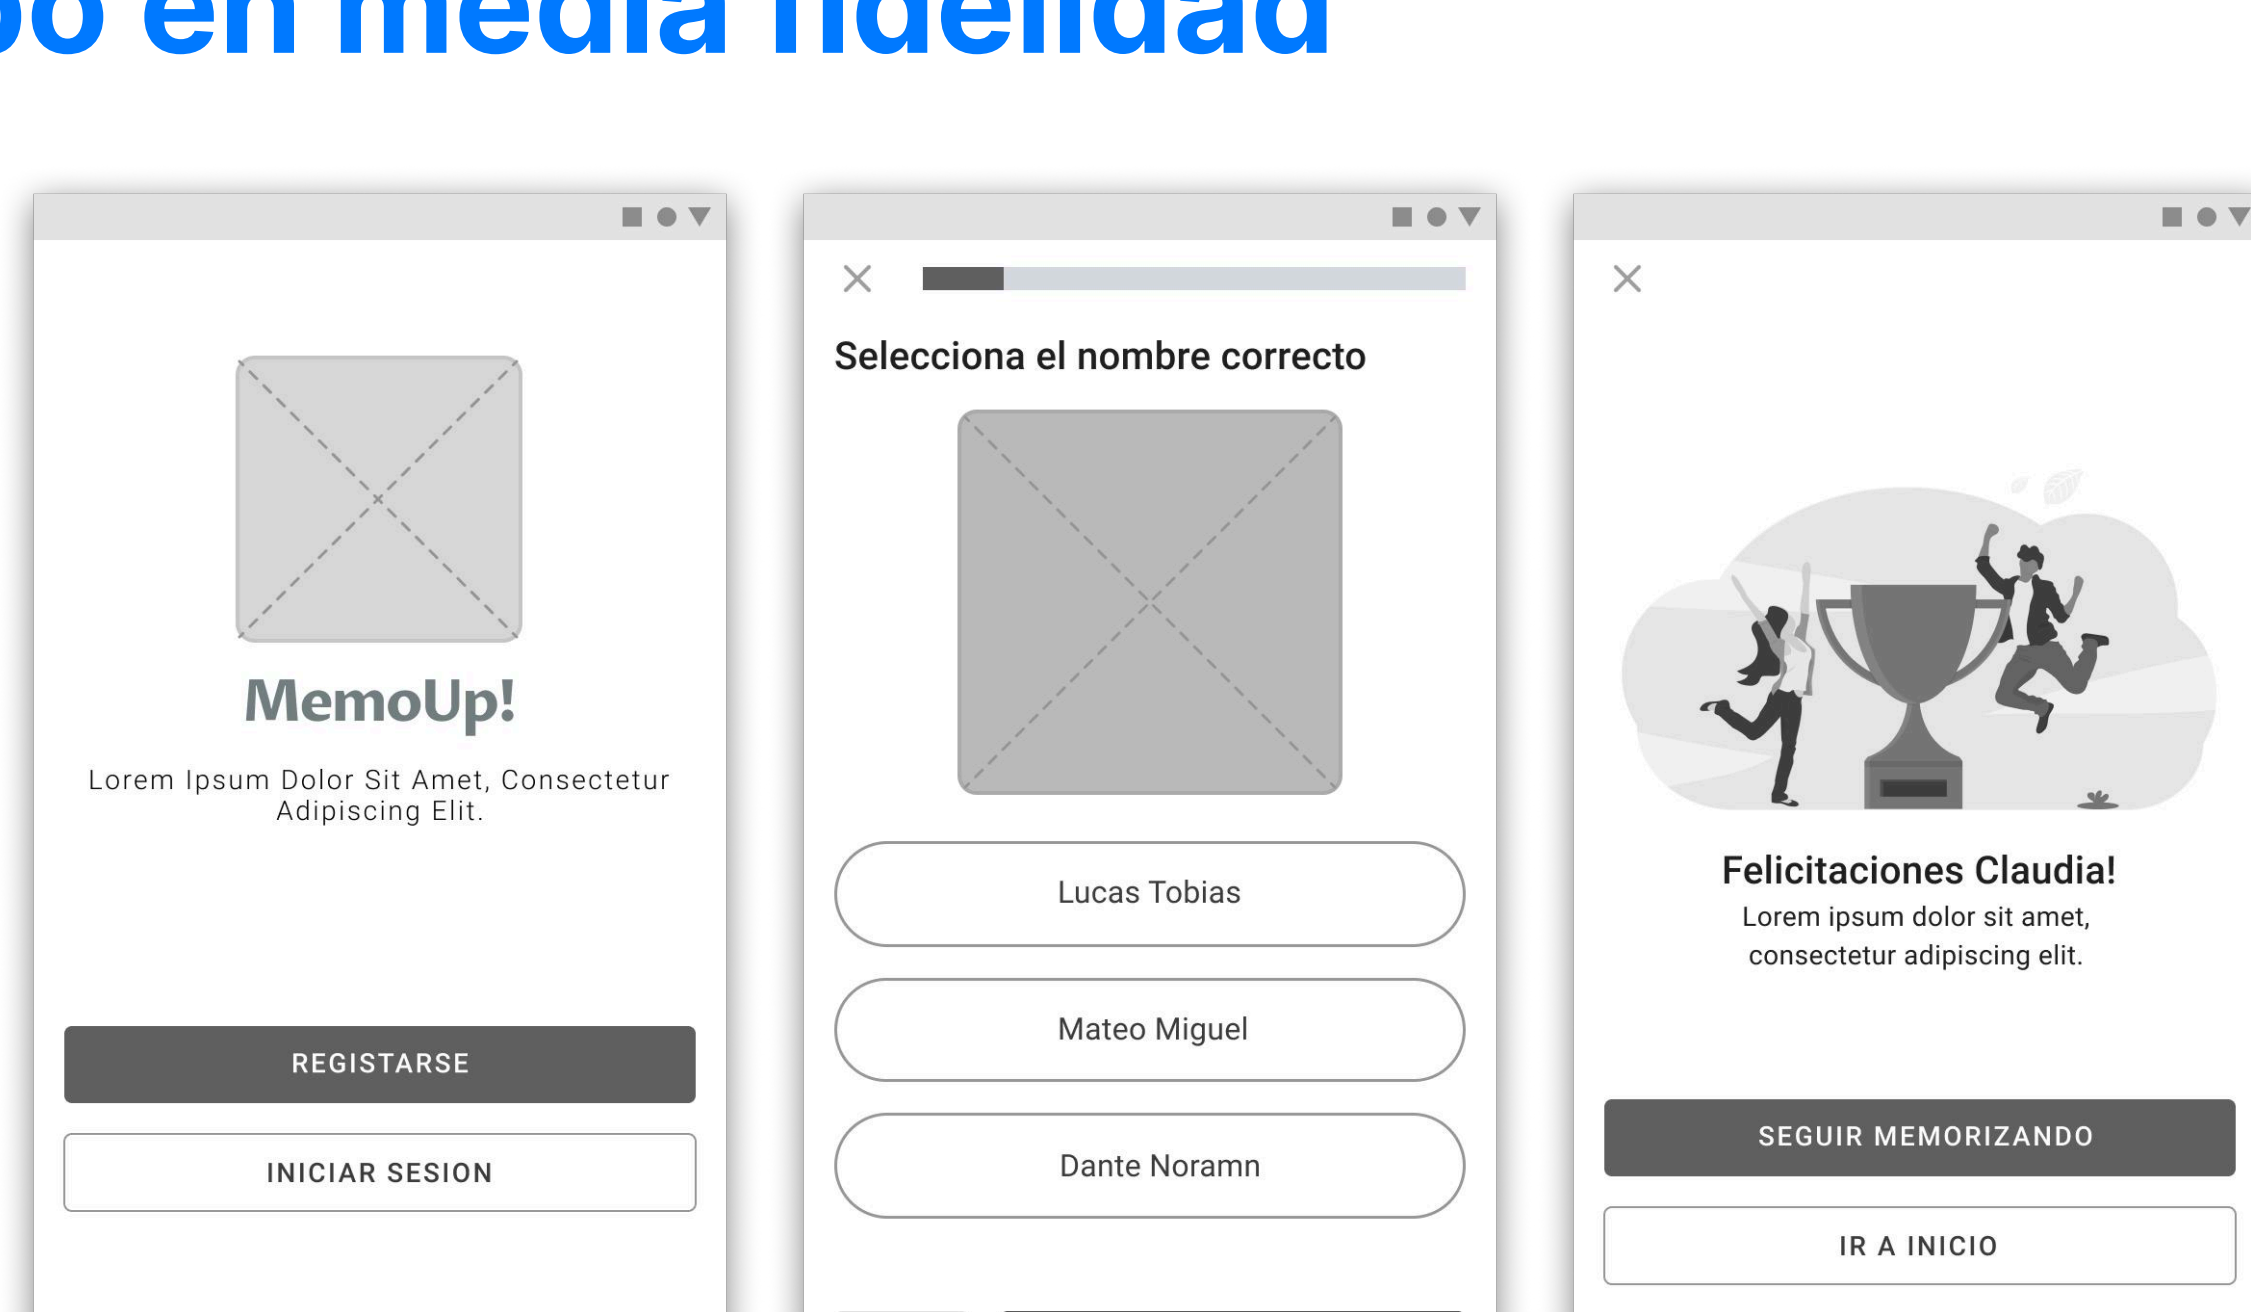 en media fidelidad
MemoUp!
Lorem Ipsum Dolor Sit Amet, Consectetur
Adipiscing Elit.
REGISTARSE
INICIAR SESION
Selecciona el nombre correcto
Lucas Tobias
Mateo Miguel
Dante Noramn
Felicitaciones Claudia!
Lorem ipsum dolor sit amet,
consectetur adipiscing elit.
SEGUIR MEMORIZANDO
IR A INICIO